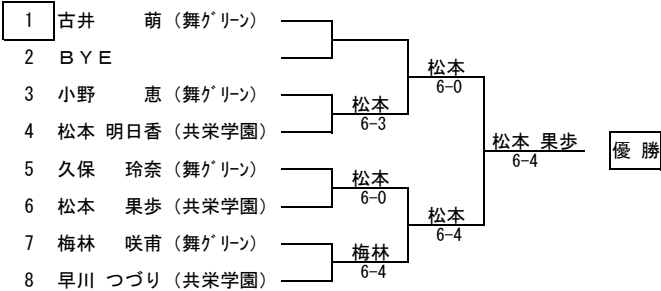 1 古井 萌 (舞グリーン)
2 ＢＹＥ
松本
6-0
3 小野 恵 (舞グリーン)
松本
6-3
4 松本 明日香 (共栄学園)
松本 果歩
6-4
優 勝
5 久保 玲奈 (舞グリーン)
松本
6-0
6 松本 果歩 (共栄学園)
松本
6-4
7 梅林 咲甫 (舞グリーン)
梅林
6-4
8 早川 つづり (共栄学園)